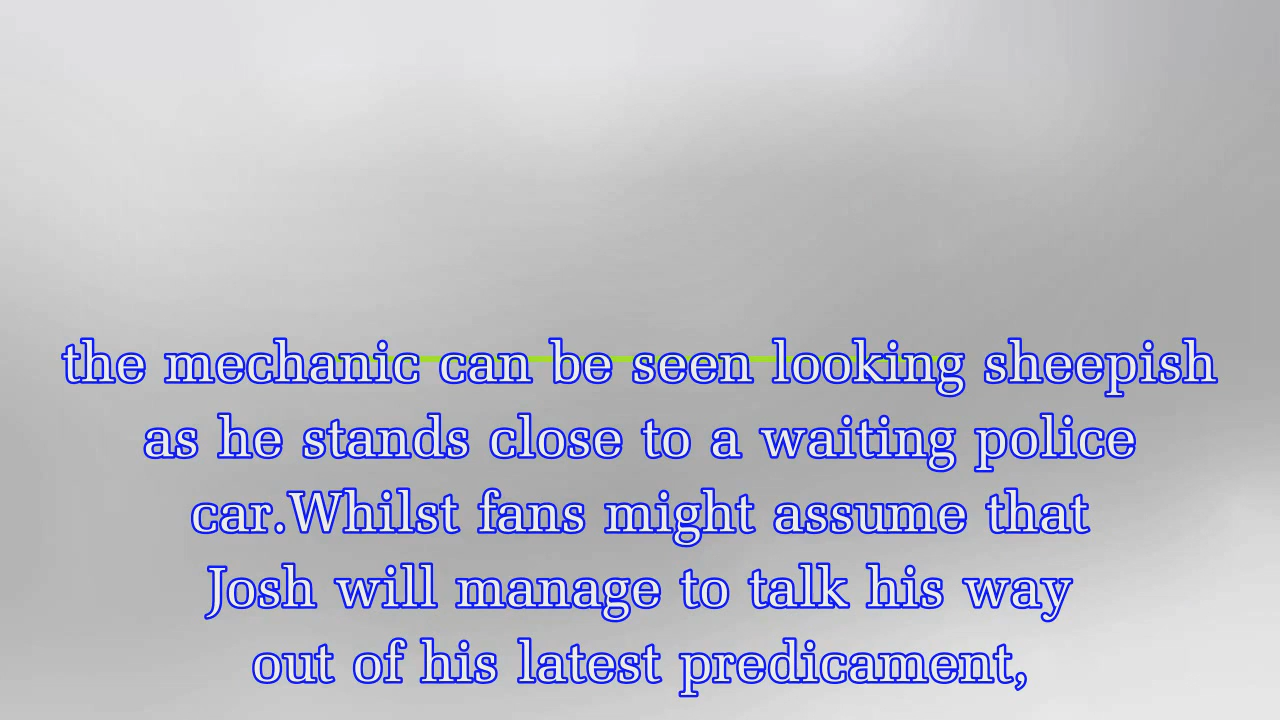 the mechanic can be seen looking sheepish
as he stands close to a waiting police
car.Whilst fans might assume that
Josh will manage to talk his way
out of his latest predicament,